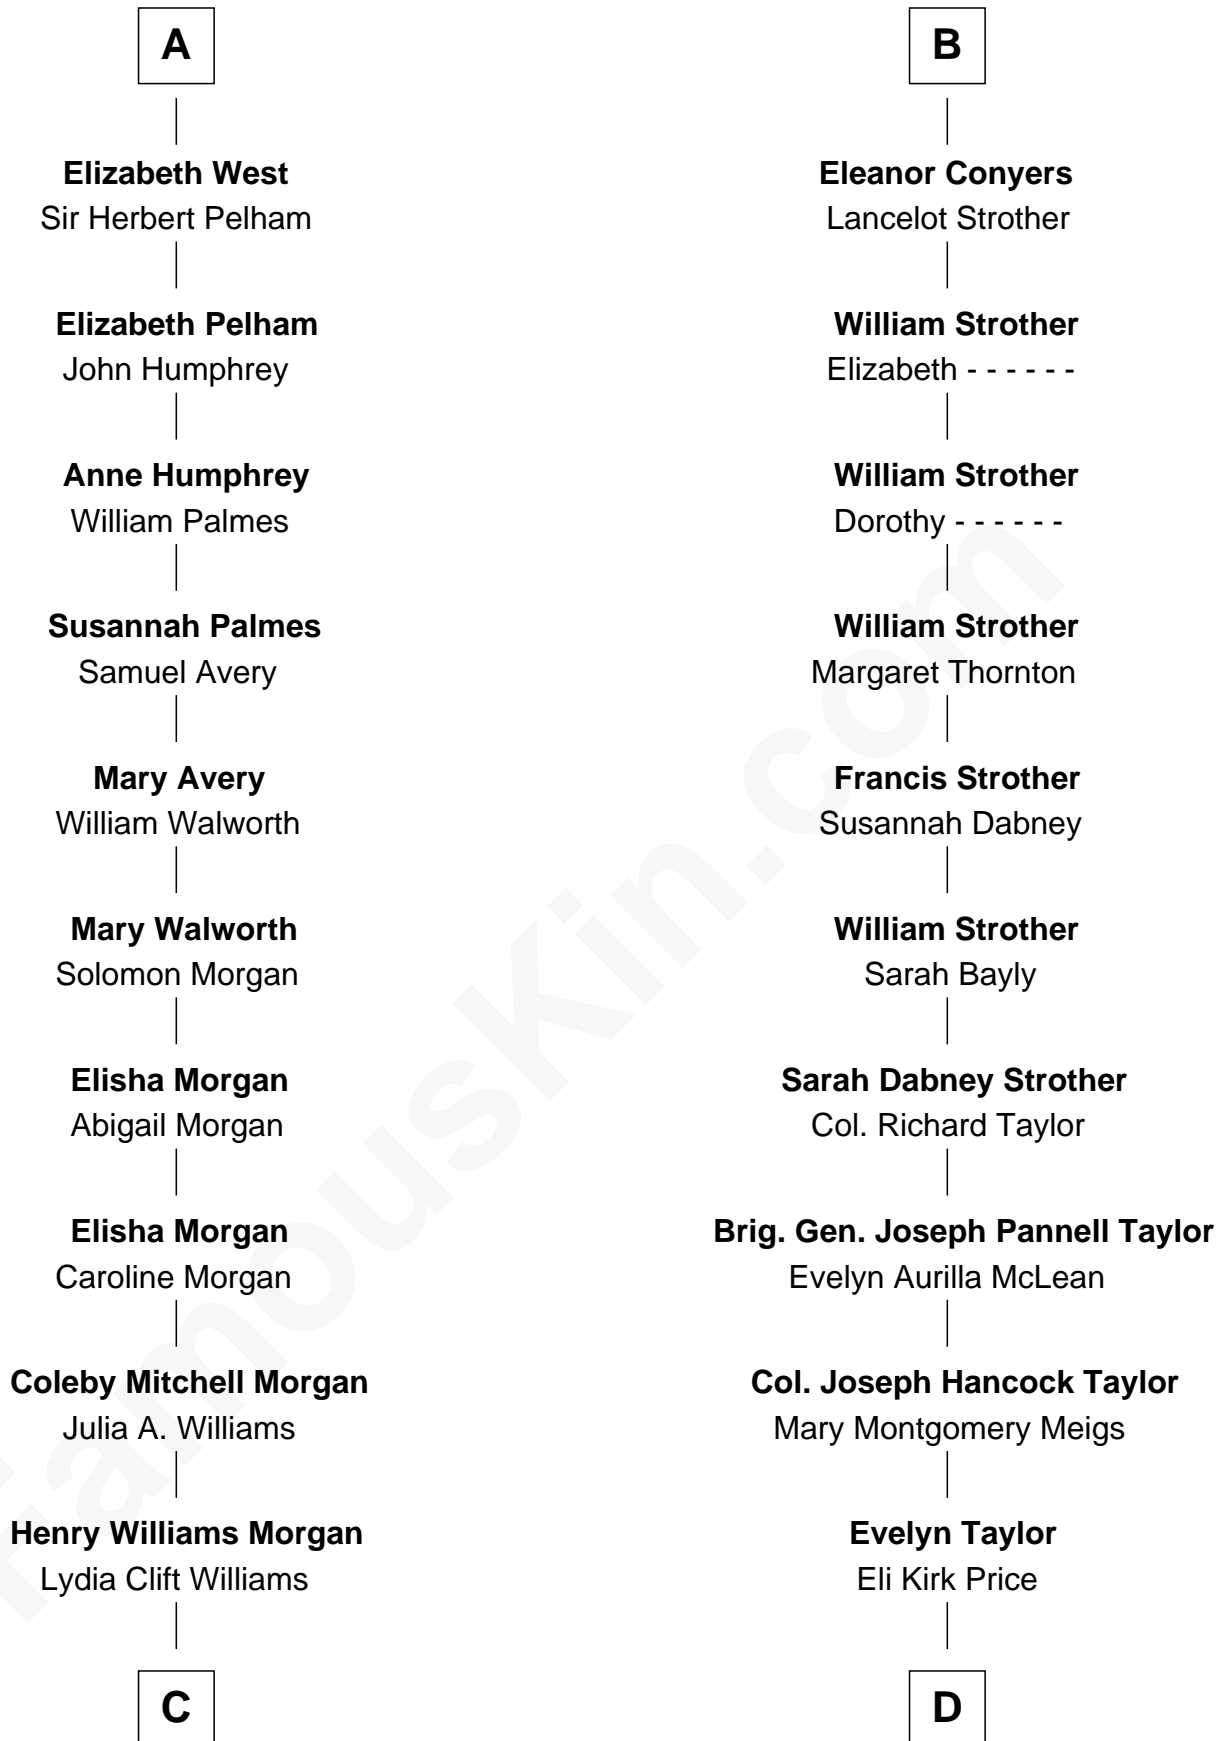 A
Elizabeth West
Sir Herbert Pelham
Elizabeth Pelham
John Humphrey
Anne Humphrey
William Palmes
Susannah Palmes
Samuel Avery
Mary Avery
William Walworth
Mary Walworth
Solomon Morgan
Elisha Morgan
Abigail Morgan
Elisha Morgan
Caroline Morgan
Coleby Mitchell Morgan
Julia A. Williams
Henry Williams Morgan
Lydia Clift Williams
C
B
Eleanor Conyers
Lancelot Strother
William Strother
Elizabeth - - - - - -
William Strother
Dorothy - - - - - -
William Strother
Margaret Thornton
Francis Strother
Susannah Dabney
William Strother
Sarah Bayly
Sarah Dabney Strother
Col. Richard Taylor
Brig. Gen. Joseph Pannell Taylor
Evelyn Aurilla McLean
Col. Joseph Hancock Taylor
Mary Montgomery Meigs
Evelyn Taylor
Eli Kirk Price
D
FamousKin.com